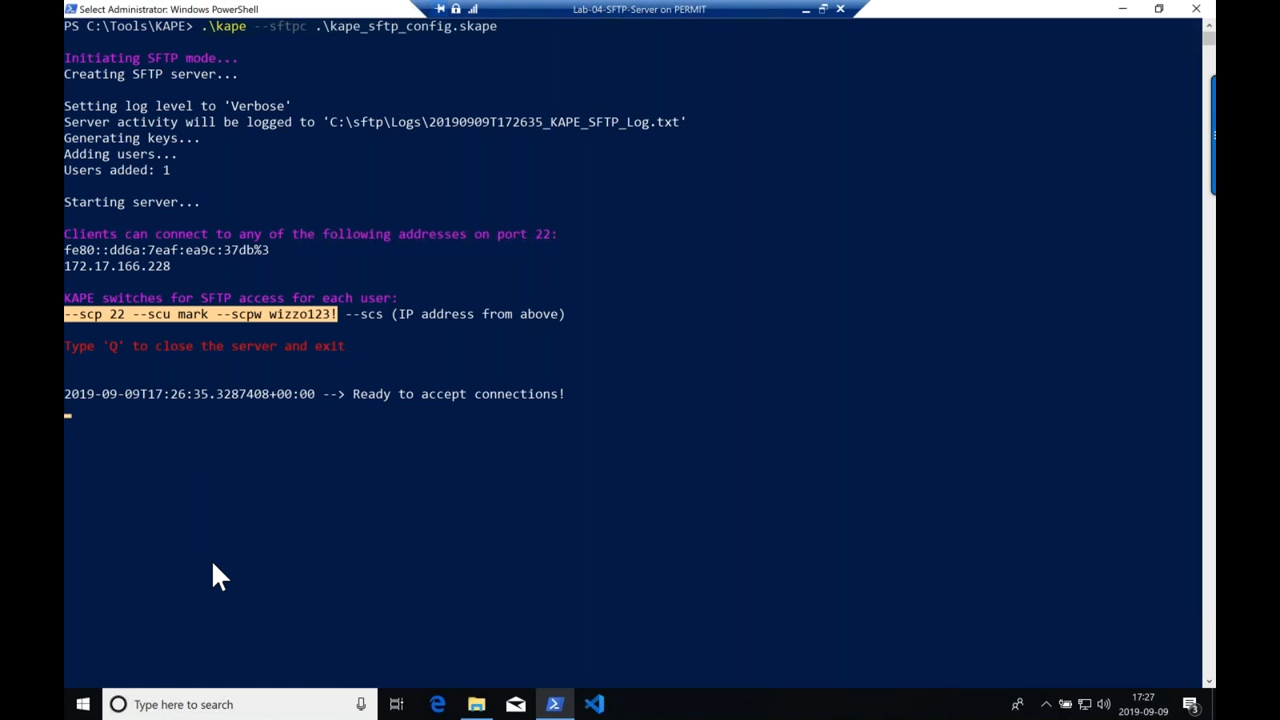 Select Administrator: Windows PowerShell
Lab-04-SFTP-Server on PERMIT
PS C:\Tools\KAPE> .\kape --sftpc .\kape_sftp_config.skape
Initiating SFTP mode...
Creating SFTP server...
Setting log level to 'Verbose'
Server activity will be logged to 'C:\sftp\Logs\20190909T172635_KAPE_SFTP_Log.txt'
Generating keys...
Adding users...
Users added: 1
Starting server...
Clients can connect to any of the following addresses on port 22:
fe80::dd6a:7eaf:ea9c:37db%3
172.17.166.228
KAPE switches for SFTP access for each user:
--scp 22 --scu mark --scpw wizzo123! --scs (IP address from above)
Type 'Q' to close the server and exit
2019-09-09T17:26:35.3287408+00:00 --> Ready to accept connections!
Type here to search
17:27
2019-09-09
3